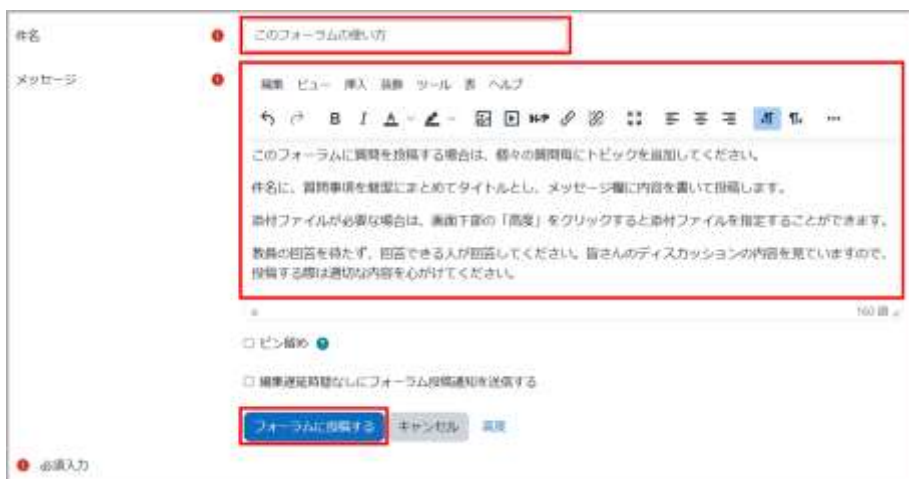 件名
このフォーラムの使い方
メッセージ
編集 ビュー 挿入 装飾 ツール 表 ヘルプ
B I A H-P
このフォーラムに質問を投稿する場合は、個々の質問毎にトピックを追加してください。
件名に、質問事項を簡潔にまとめてタイトルとし、メッセージ欄に内容を書いて投稿します。
添付ファイルが必要な場合は、画面下部の「高度」をクリックすると添付ファイルを指定することができます。
教員の回答を待たず、回答できる人が回答してください。皆さんのディスカッションの内容を見ていますので、
投稿する際は適切な内容を心がけてください。
160 語
ピン留め
編集遅延時間なしにフォーラム投稿通知を送信する
フォーラムに投稿する キャンセル 高度
必須入力